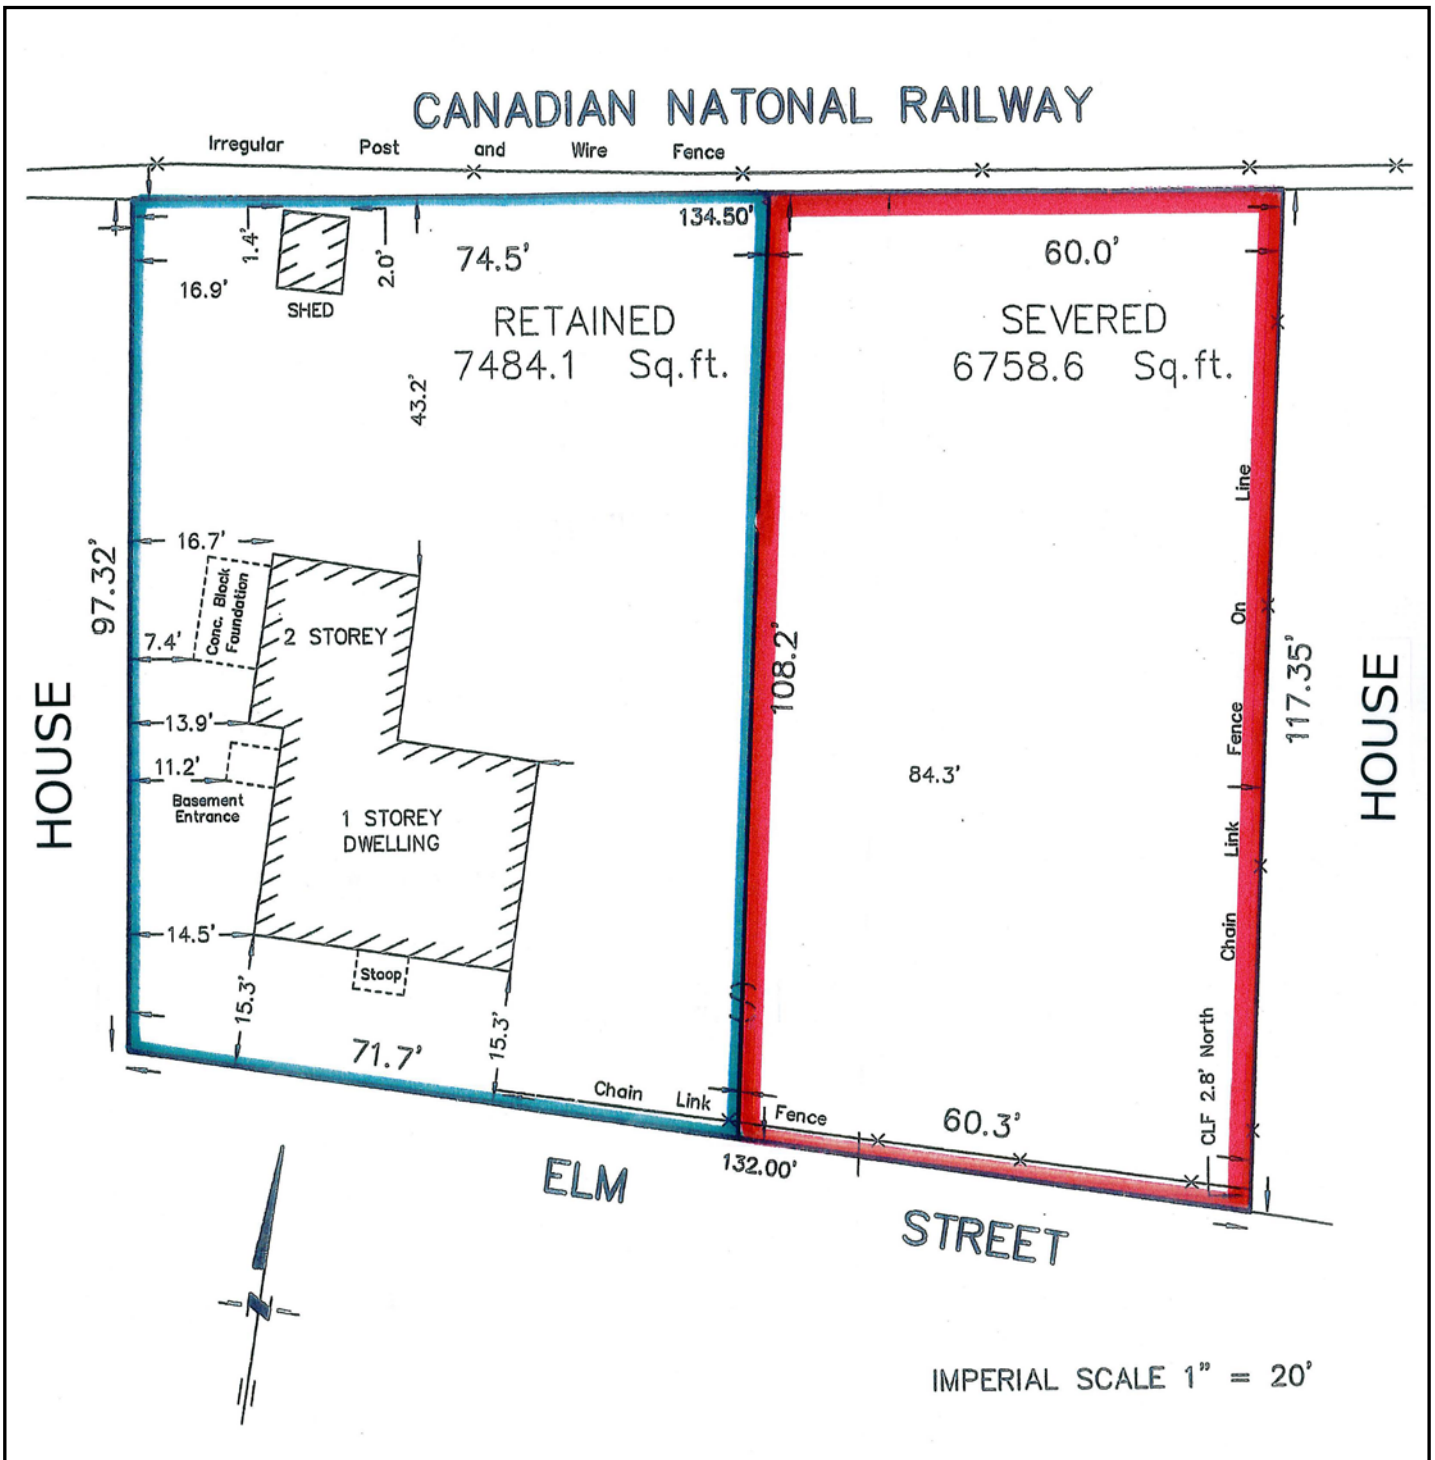 CANADIAN NATONAL RAILWAY
Irregular Post and Wire Fence
134.50'
1.4'
2.0'
74.5'
60.0'
16.9'
SHED
RETAINED
7484.1 Sq.ft.
SEVERED
6758.6 Sq.ft.
43.2'
Chain Link Fence On Line
16.7'
97.32'
Conc. Block
Foundation
2 STOREY
7.4'
108.2'
117.35'
HOUSE
HOUSE
13.9'
11.2'
84.3'
Basement
Entrance
1 STOREY
DWELLING
14.5'
Stoop
15.3'
15.3'
71.7'
CLF 2.8' North
Chain Link Fence
60.3'
132.00'
ELM STREET
IMPERIAL SCALE 1" = 20'